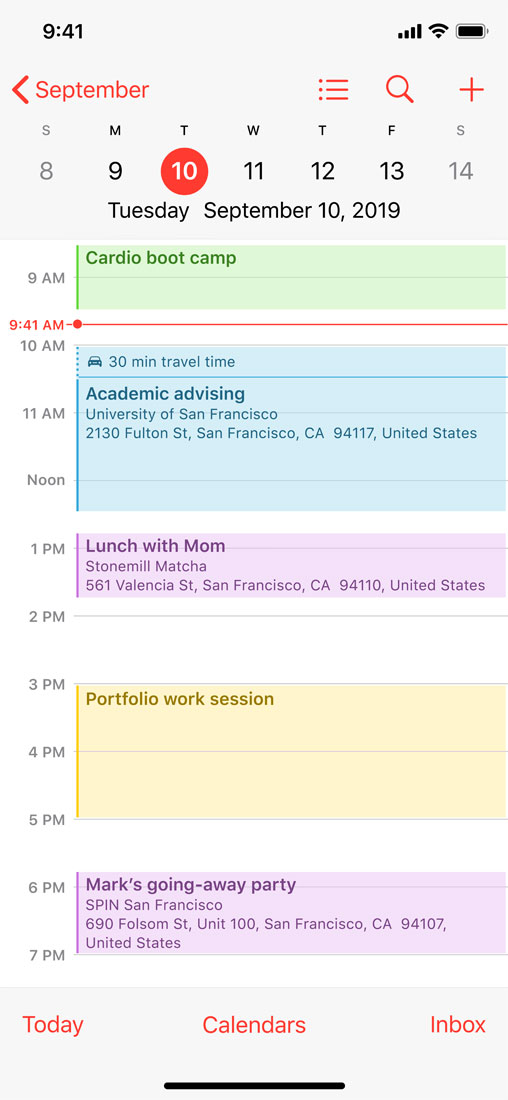 9:41
September
S M T W T F S
8 9 10 11 12 13 14
Tuesday September 10, 2019
Cardio boot camp
9 AM
9:41 AM
10 AM
30 min travel time
Academic advising
11 AM
University of San Francisco
2130 Fulton St, San Francisco, CA 94117, United States
Noon
1 PM
Lunch with Mom
Stonemill Matcha
561 Valencia St, San Francisco, CA 94110, United States
2 PM
3 PM
Portfolio work session
4 PM
5 PM
6 PM
Mark’s going-away party
SPIN San Francisco
690 Folsom St, Unit 100, San Francisco, CA 94107,
United States
7 PM
Today Calendars Inbox